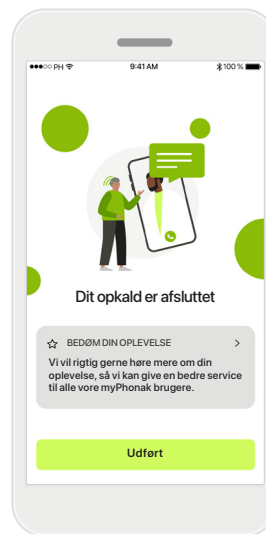 PH 9:41 AM 100 %
Dit opkald er afsluttet
BEDØM DIN OPLEVELSE
Vi vil rigtig gerne høre mere om din
oplevelse, så vi kan give en bedre service
til alle vore myPhonak brugere.
Udført